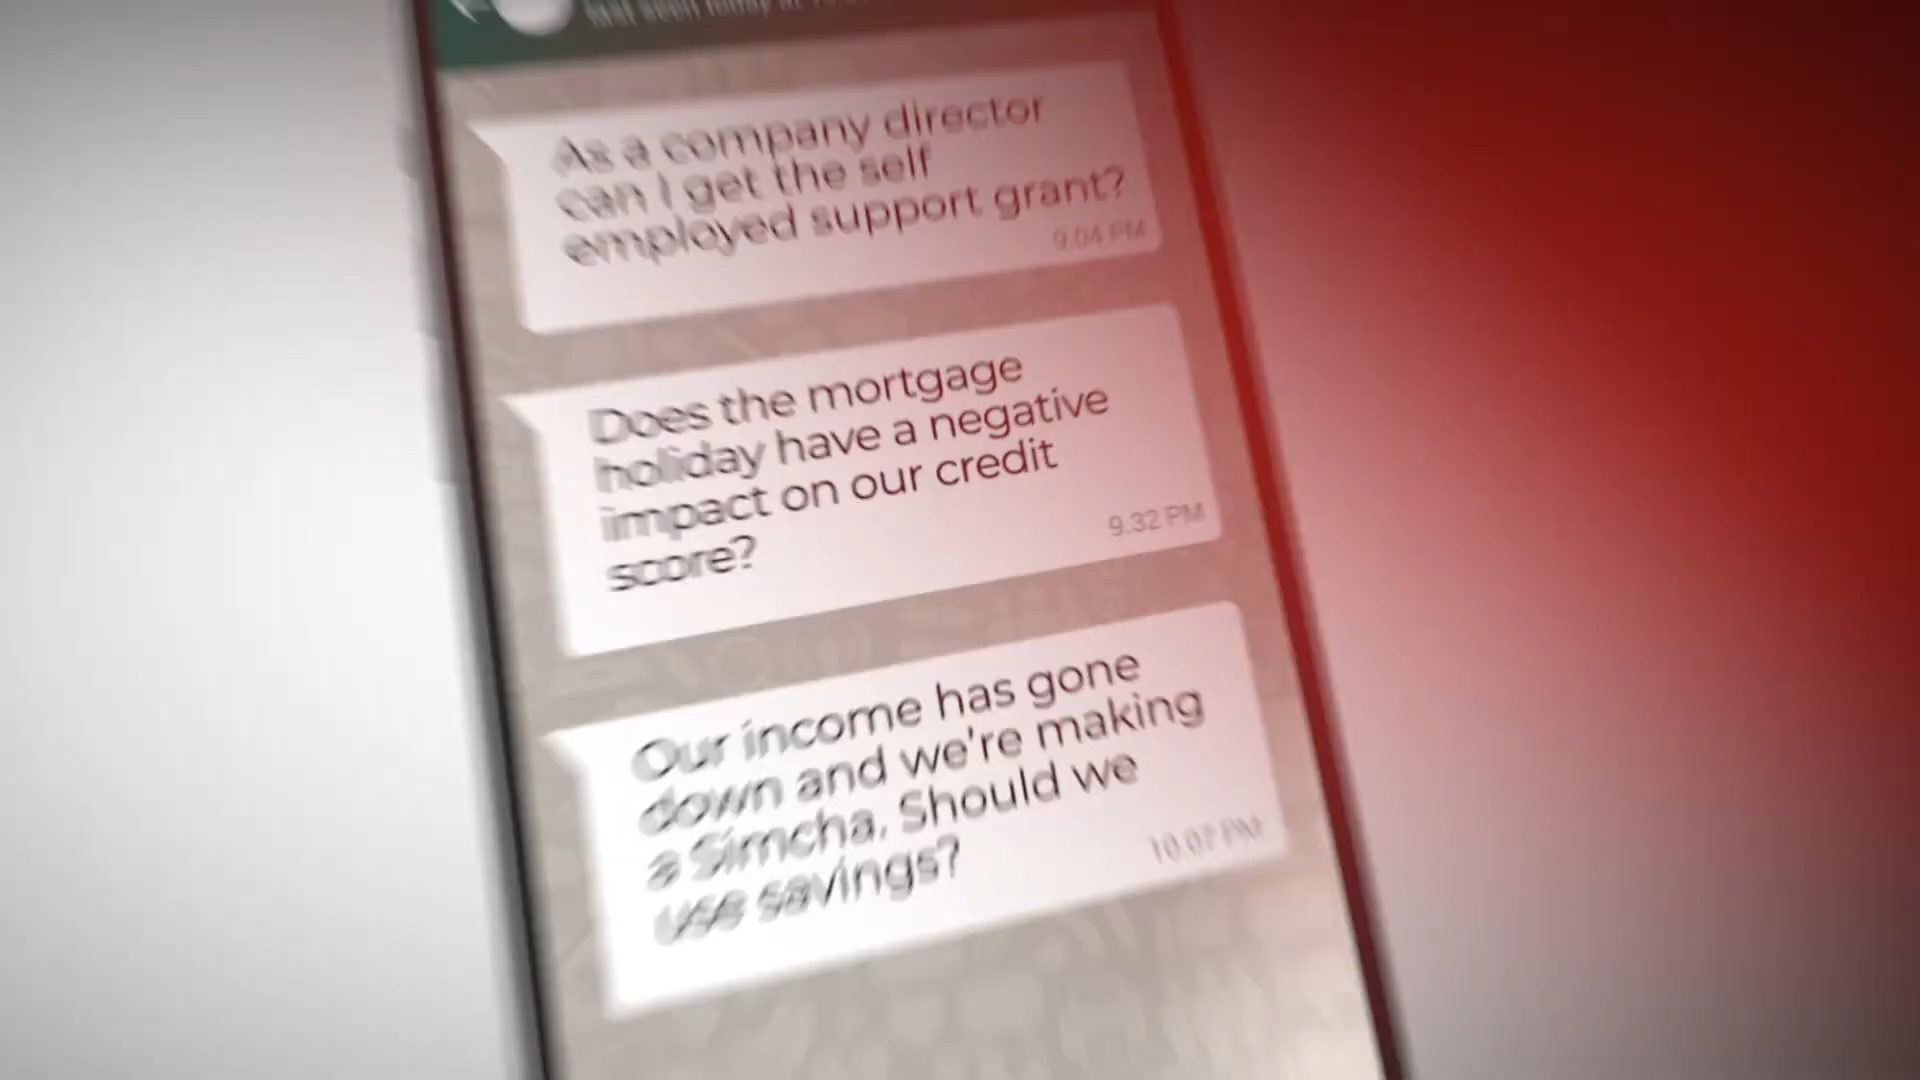 As a company director
can I get the self
employed support grant?
9.04 PM
Does the mortgage
holiday have a negative
impact on our credit
score?
9.32 PM
Our income has gone
down and we're making
a Simcha. Should we
use savings?
10.07 PM